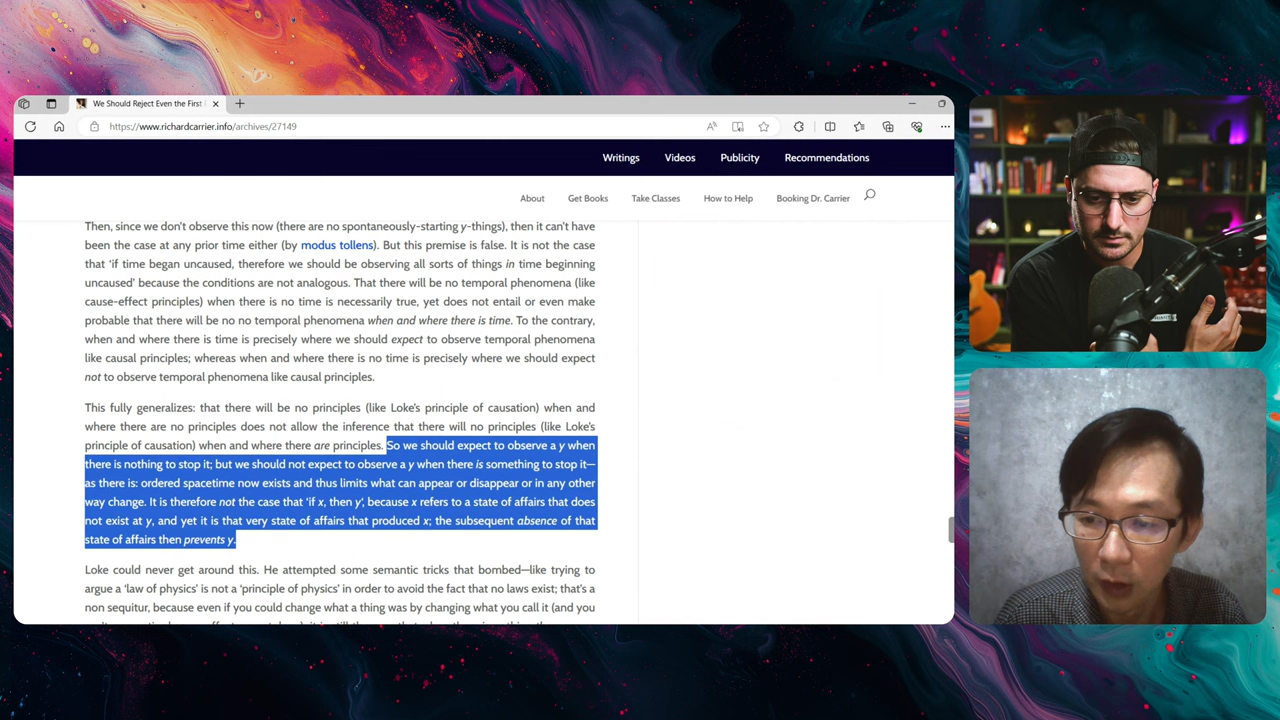 We Should Reject Even the First
https://www.richardcarrier.info/archives/27149
Writings Videos Publicity Recommendations
About Get Books Take Classes How to Help Booking Dr. Carrier
Then, since we don't observe this now (there are no spontaneously-starting y-things), then it can't have
been the case at any prior time either (by modus tollens). But this premise is false. It is not the case
that 'if time began uncaused, therefore we should be observing all sorts of things in time beginning
uncaused' because the conditions are not analogous. That there will be no temporal phenomena (like
cause-effect principles) when there is no time is necessarily true, yet does not entail or even make
probable that there will be no no temporal phenomena when and where there is time. To the contrary,
when and where there is time is precisely where we should expect to observe temporal phenomena
like causal principles; whereas when and where there is no time is precisely where we should expect
not to observe temporal phenomena like causal principles.
This fully generalizes: that there will be no principles (like Loke's principle of causation) when and
where there are no principles does not allow the inference that there will no principles (like Loke's
principle of causation) when and where there are principles. So we should expect to observe a y when
there is nothing to stop it; but we should not expect to observe a y when there is something to stop it—
as there is: ordered spacetime now exists and thus limits what can appear or disappear or in any other
way change. It is therefore not the case that 'if x, then y', because x refers to a state of affairs that does
not exist at y, and yet it is that very state of affairs that produced x; the subsequent absence of that
state of affairs then prevents y.
Loke could never get around this. He attempted some semantic tricks that bombed—like trying to
argue a 'law of physics' is not a 'principle of physics' in order to avoid the fact that no laws exist; that's a
non sequitur, because even if you could change what a thing was by changing what you call it (and you